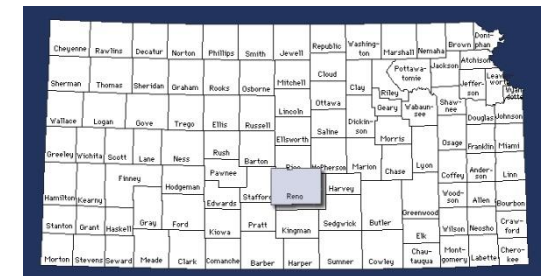 Cheyenne Rawlins Decatur Norton Phillips Smith Jewell Republic Washing-ton Marshall Nemaha Brown Doni-phan
Sherman Thomas Sheridan Graham Rooks Osborne Mitchell Cloud Clay Riley Pottawa-tomie Jackson Atchison
Jeffer-son Leav wor Wyan dotte
Wallace Logan Gove Trego Ellis Russell Lincoln Ottawa Saline Dickin-son Geary Wabaun-see Shaw-nee Douglas Johnson
Ellsworth Morris Osage Franklin Miami
Greeley Wichita Scott Lane Ness Rush Barton Rice McPherson Marion Chase Lyon Coffey Ander-son Linn
Hamilton Kearny Finney Hodgeman Pawnee Edwards Stafford Reno Harvey Greenwood Wood-son Allen Bourbon
Stanton Grant Haskell Gray Ford Kiowa Pratt Kingman Sedgwick Butler Elk Wilson Neosho Craw-ford
Morton Stevens Seward Meade Clark Comanche Barber Harper Sumner Cowley Chau-tauqua Mont-gomery Labette Chero-kee